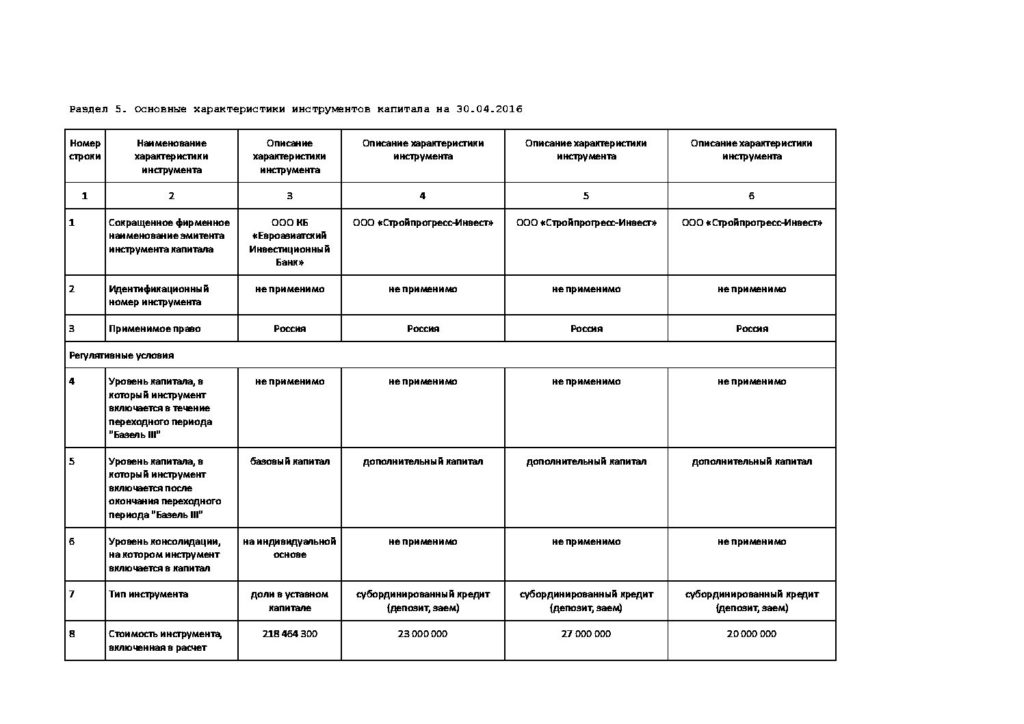 Раздел 5. Основные характеристики инструментов капитала на 30.04.2016
Номер строки	Наименование характеристики инструмента	Описание характеристики инструмента	Описание характеристики инструмента	Описание характеристики инструмента	Описание характеристики инструмента
1	2	3	4	5	6
1	Сокращенное фирменное наименование эмитента инструмента капитала	ООО КБ «Евроазиатский Инвестиционный Банк»	ООО «Стройпрогресс-Инвест»	ООО «Стройпрогресс-Инвест»	ООО «Стройпрогресс-Инвест»
2	Идентификационный номер инструмента	не применимо	не применимо	не применимо	не применимо
3	Применимое право	Россия	Россия	Россия	Россия
Регулятивные условия
4	Уровень капитала, в который инструмент включается в течение переходного периода "Базель III"	не применимо	не применимо	не применимо	не применимо
5	Уровень капитала, в который инструмент включается после окончания переходного периода "Базель III"	базовый капитал	дополнительный капитал	дополнительный капитал	дополнительный капитал
6	Уровень консолидации, на котором инструмент включается в капитал	на индивидуальной основе	не применимо	не применимо	не применимо
7	Тип инструмента	доли в уставном капитале	субординированный кредит (депозит, заем)	субординированный кредит (депозит, заем)	субординированный кредит (депозит, заем)
8	Стоимость инструмента, включенная в расчет	218 464 300	23 000 000	27 000 000	20 000 000